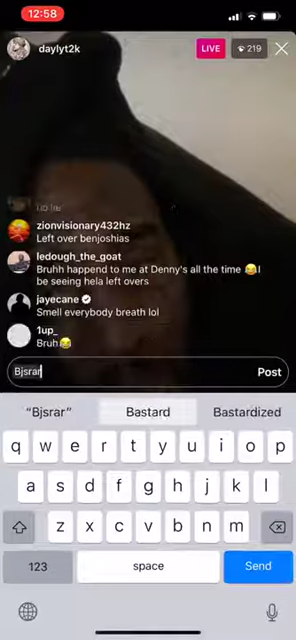 12:58
daylyt2k
LIVE
219
zionvisionary432hz
Left over benjoshias
ledough_the_goat
Bruhh happend to me at Denny's all the time 😂I
be seeing hela left overs
jayecane
Smell everybody breath lol
1up_
Bruh😂
Bjsrar
Post
“Bjsrar” Bastard Bastardized
q w e r t y u i o p
a s d f g h j k l
z x c v b n m
123 space Send